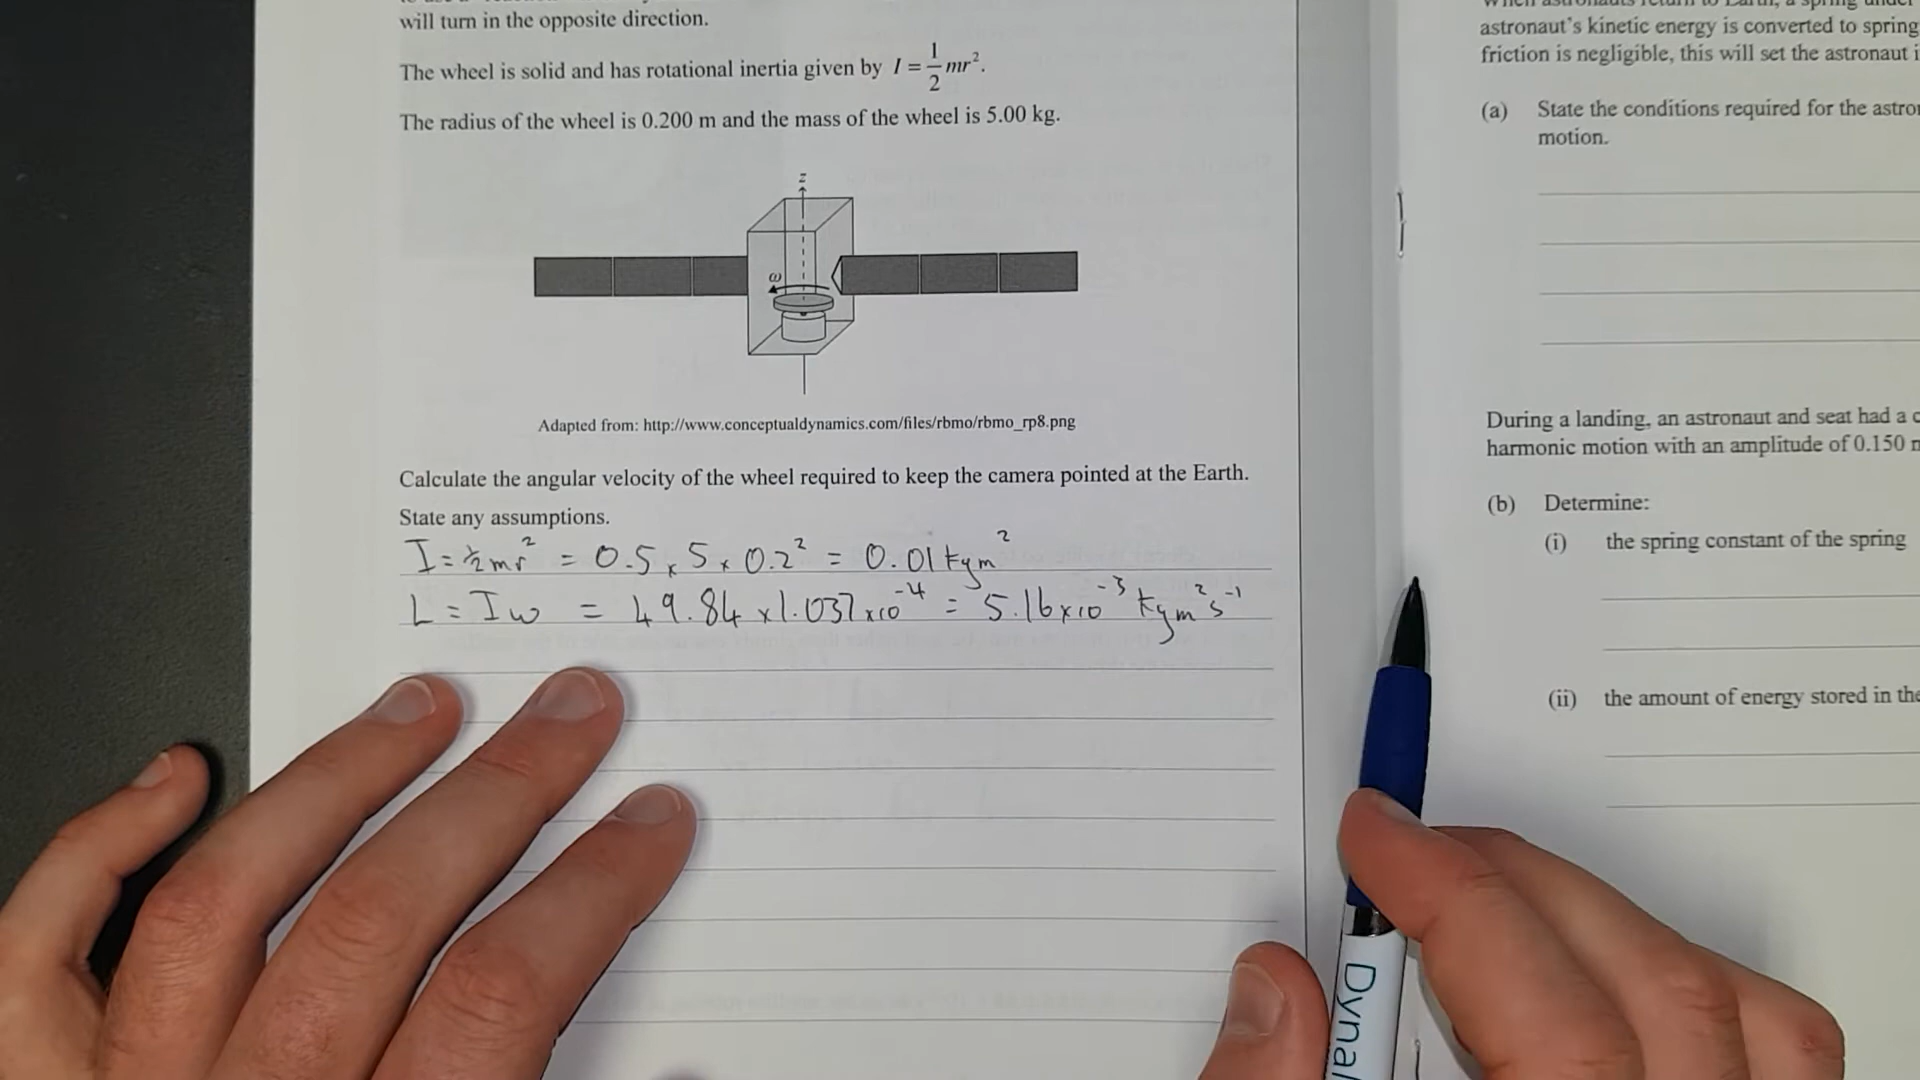 will turn in the opposite direction.
The wheel is solid and has rotational inertia given by I = 1/2 mr².
The radius of the wheel is 0.200 m and the mass of the wheel is 5.00 kg.
z
ω
Adapted from: http://www.conceptualdynamics.com/files/rbmo/rbmo_rp8.png
Calculate the angular velocity of the wheel required to keep the camera pointed at the Earth.
State any assumptions.
I = ½mr² = 0.5 × 5 × 0.2² = 0.01 kgm²
L = Iω = 49.84 × 1.037 × 10⁻⁴ = 5.16 × 10⁻³ kgm²s⁻¹
astronaut's kinetic energy is converted to spring
friction is negligible, this will set the astronaut i
(a) State the conditions required for the astro
motion.
During a landing, an astronaut and seat had a c
harmonic motion with an amplitude of 0.150 m
(b) Determine:
(i) the spring constant of the spring
(ii) the amount of energy stored in the
Dyna